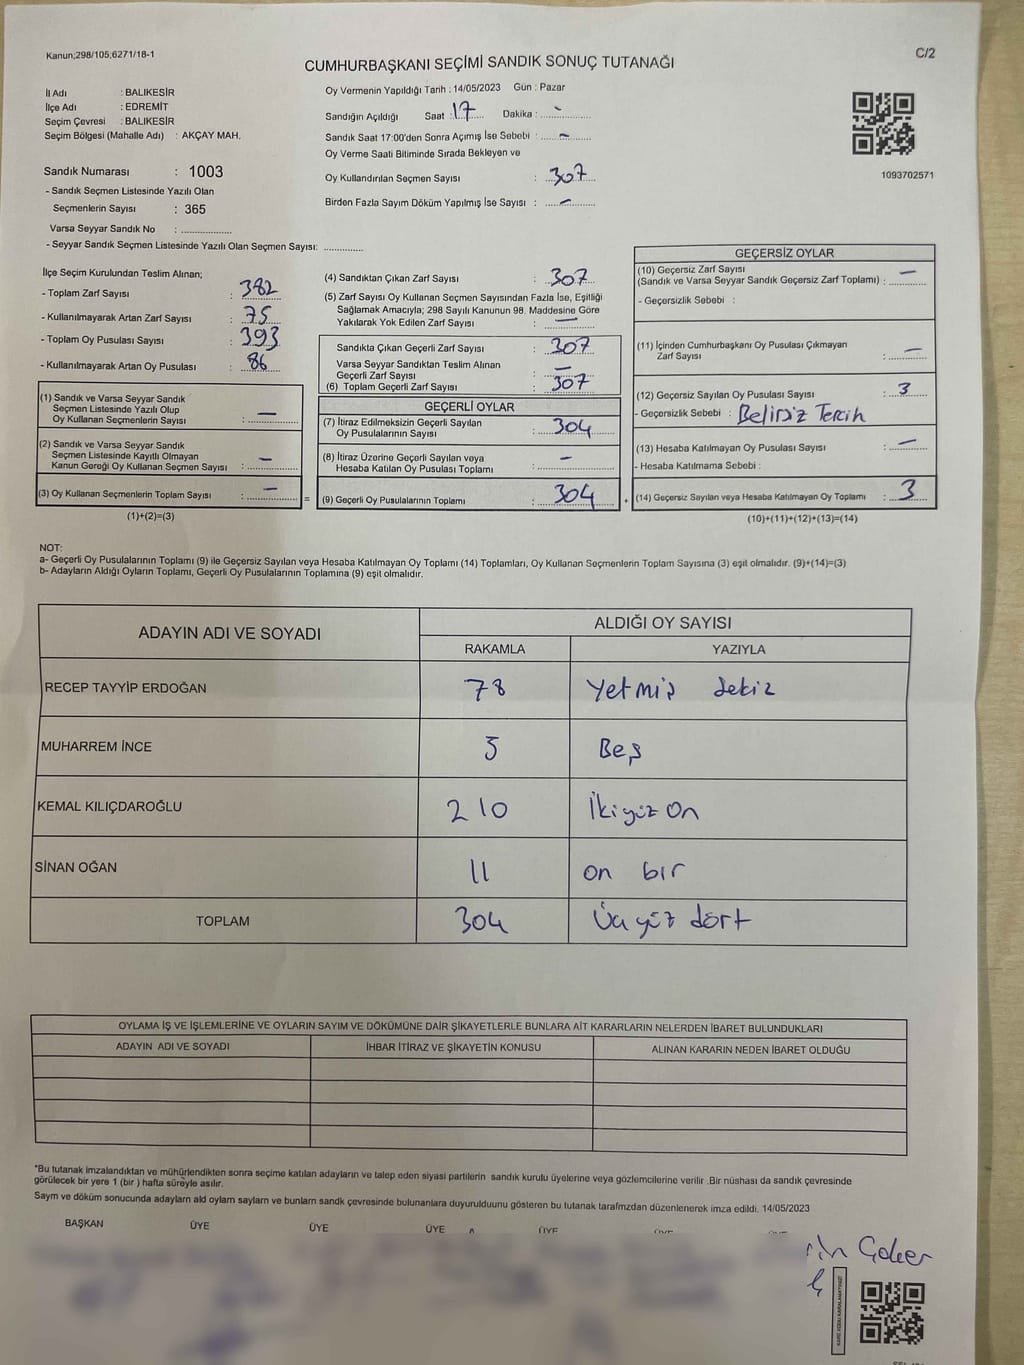 Kanun;298/105;6271/18-1
C/2
CUMHURBAŞKANI SEÇİMİ SANDIK SONUÇ TUTANAĞI
İl Adı : BALIKESİR
İlçe Adı : EDREMİT
Seçim Çevresi : BALIKESİR
Seçim Bölgesi (Mahalle Adı) : AKÇAY MAH.
Sandık Numarası : 1003
- Sandık Seçmen Listesinde Yazılı Olan
Seçmenlerin Sayısı : 365
Varsa Seyyar Sandık No : ..................
- Seyyar Sandık Seçmen Listesinde Yazılı Olan Seçmen Sayısı: ..............
Oy Vermenin Yapıldığı Tarih : 14/05/2023 Gün : Pazar
Sandığın Açıldığı Saat : 17 Dakika : -
Sandık Saat 17:00'den Sonra Açımış İse Sebebi : -
Oy Verme Saati Bitiminde Sırada Bekleyen ve
Oy Kullandırılan Seçmen Sayısı : 307
Birden Fazla Sayım Döküm Yapılmış İse Sayısı : -
1093702571
İlçe Seçim Kurulundan Teslim Alınan;
- Toplam Zarf Sayısı : 382
- Kullanılmayarak Artan Zarf Sayısı : 75
- Toplam Oy Pusulası Sayısı : 393
- Kullanılmayarak Artan Oy Pusulası : 86
(1) Sandık ve Varsa Seyyar Sandık
Seçmen Listesinde Yazılı Olup
Oy Kullanan Seçmenlerin Sayısı : -
(2) Sandık ve Varsa Seyyar Sandık
Seçmen Listesinde Kayıtlı Olmayan
Kanun Gereği Oy Kullanan Seçmen Sayısı : -
(3) Oy Kullanan Seçmenlerin Toplam Sayısı : -
(1)+(2)=(3)
=
(4) Sandıktan Çıkan Zarf Sayısı : 307
(5) Zarf Sayısı Oy Kullanan Seçmen Sayısından Fazla İse, Eşitliği
Sağlamak Amacıyla; 298 Sayılı Kanunun 98. Maddesine Göre
Yakılarak Yok Edilen Zarf Sayısı : -
Sandıkta Çıkan Geçerli Zarf Sayısı : 307
Varsa Seyyar Sandıktan Teslim Alınan
Geçerli Zarf Sayısı : -
(6) Toplam Geçerli Zarf Sayısı : 307
GEÇERLİ OYLAR
(7) İtiraz Edilmeksizin Geçerli Sayılan
Oy Pusulalarının Sayısı : 304
(8) İtiraz Üzerine Geçerli Sayılan veya
Hesaba Katılan Oy Pusulası Toplamı : -
(9) Geçerli Oy Pusulalarının Toplamı : 304
+
GEÇERSİZ OYLAR
(10) Geçersiz Zarf Sayısı
(Sandık ve Varsa Seyyar Sandık Geçersiz Zarf Toplamı) : -
- Geçersizlik Sebebi :
(11) İçinden Cumhurbaşkanı Oy Pusulası Çıkmayan
Zarf Sayısı : -
(12) Geçersiz Sayılan Oy Pusulası Sayısı : 3
- Geçersizlik Sebebi : Belirsiz Tercih
(13) Hesaba Katılmayan Oy Pusulası Sayısı : -
- Hesaba Katılmama Sebebi :
(14) Geçersiz Sayılan veya Hesaba Katılmayan Oy Toplamı : 3
(10)+(11)+(12)+(13)=(14)
NOT:
a- Geçerli Oy Pusulalarının Toplamı (9) ile Geçersiz Sayılan veya Hesaba Katılmayan Oy Toplamı (14) Toplamları, Oy Kullanan Seçmenlerin Toplam Sayısına (3) eşit olmalıdır. (9)+(14)=(3)
b- Adayların Aldığı Oyların Toplamı, Geçerli Oy Pusulalarının Toplamına (9) eşit olmalıdır.
ADAYIN ADI VE SOYADI
ALDIĞI OY SAYISI
RAKAMLA YAZIYLA
RECEP TAYYİP ERDOĞAN 78 Yetmiş sekiz
MUHARREM İNCE 5 Beş
KEMAL KILIÇDAROĞLU 210 İkiyüz On
SİNAN OĞAN 11 on bir
TOPLAM 304 Üçyüz dört
OYLAMA İŞ VE İŞLEMLERİNE VE OYLARIN SAYIM VE DÖKÜMÜNE DAİR ŞİKAYETLERLE BUNLARA AİT KARARLARIN NELERDEN İBARET BULUNDUKLARI
ADAYIN ADI VE SOYADI İHBAR İTİRAZ VE ŞİKAYETİN KONUSU ALINAN KARARIN NEDEN İBARET OLDUĞU
*Bu tutanak imzalandıktan ve mühürlendikten sonra seçime katılan adayların ve talep eden siyasi partilerin sandık kurulu üyelerine veya gözlemcilerine verilir .Bir nüshası da sandık çevresinde
görülecek bir yere 1 (bir ) hafta süreyle asılır.
Sayım ve döküm sonucunda adayların ald oyların sayların ve bunların sandk çevresinde bulunanlara duyurulduunu gösteren bu tutanak tarafmzdan düzenlenerek imza edildi. 14/05/2023
BAŞKAN ÜYE ÜYE ÜYE ÜYE